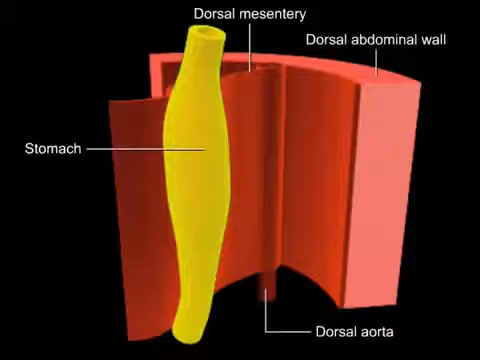 Dorsal mesentery
Dorsal abdominal wall
Stomach
Dorsal aorta